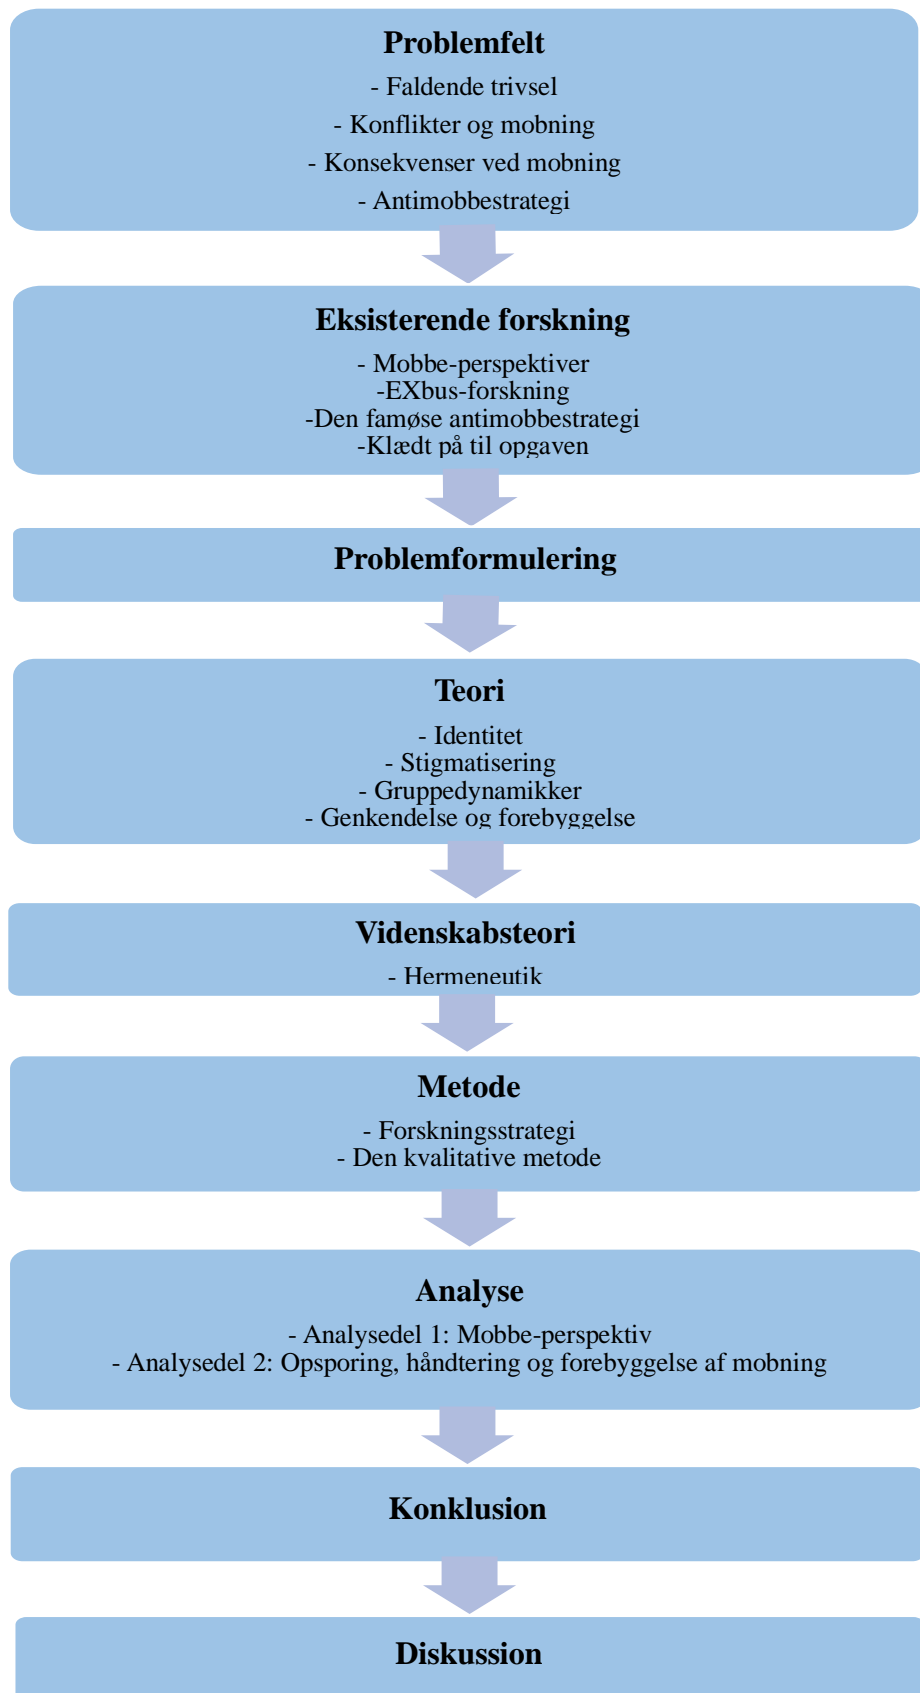 Problemfelt
- Faldende trivsel
- Konflikter og mobning
- Konsekvenser ved mobning
- Antimobbestrategi
Eksisterende forskning
- Mobbe-perspektiver
-EXbus-forskning
-Den famøse antimobbestrategi
-Klædt på til opgaven
Problemformulering
Teori
- Identitet
- Stigmatisering
- Gruppedynamikker
- Genkendelse og forebyggelse
Videnskabsteori
- Hermeneutik
Metode
- Forskningsstrategi
- Den kvalitative metode
Analyse
- Analysedel 1: Mobbe-perspektiv
- Analysedel 2: Opsporing, håndtering og forebyggelse af mobning
Konklusion
Diskussion